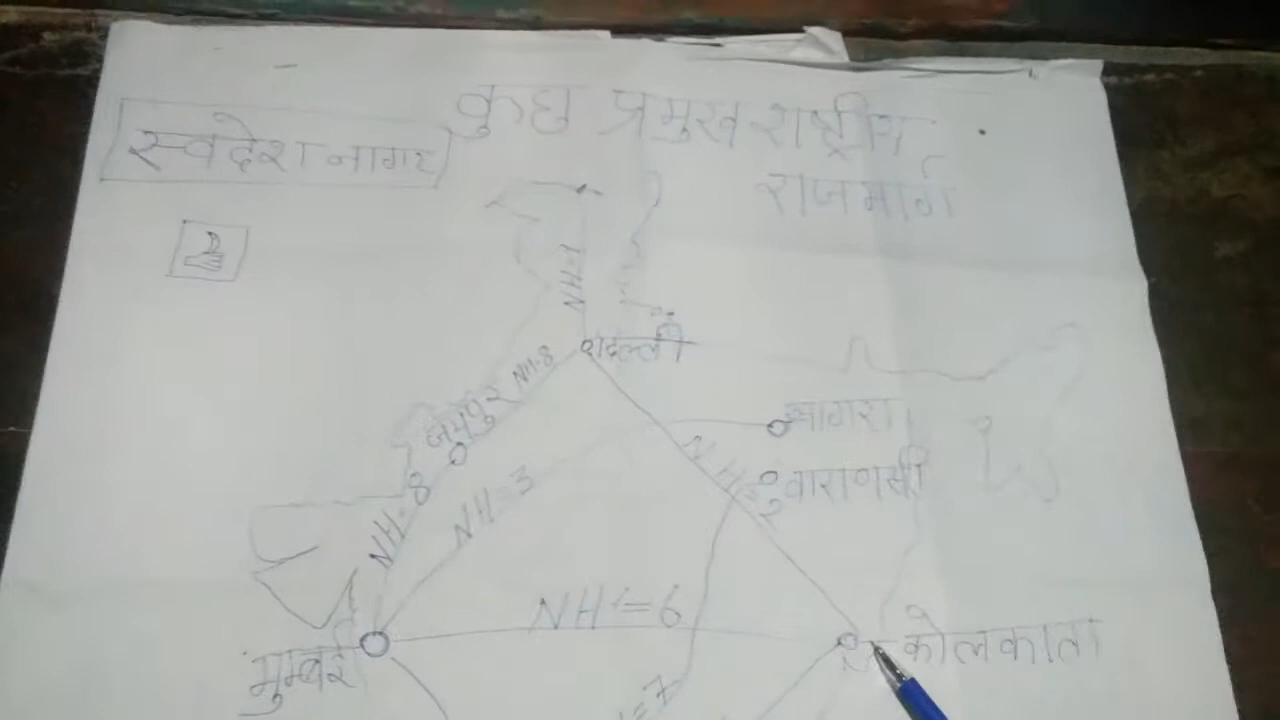 कुछ प्रमुख राष्ट्रीय
राजमार्ग
स्वदेश नागर
NH-1
दिल्ली
NH-8
जयपुर
आगरा
NH-8
NH=3
NH=2
वाराणसी
NH=6
मुम्बई
कोलकाता
=7